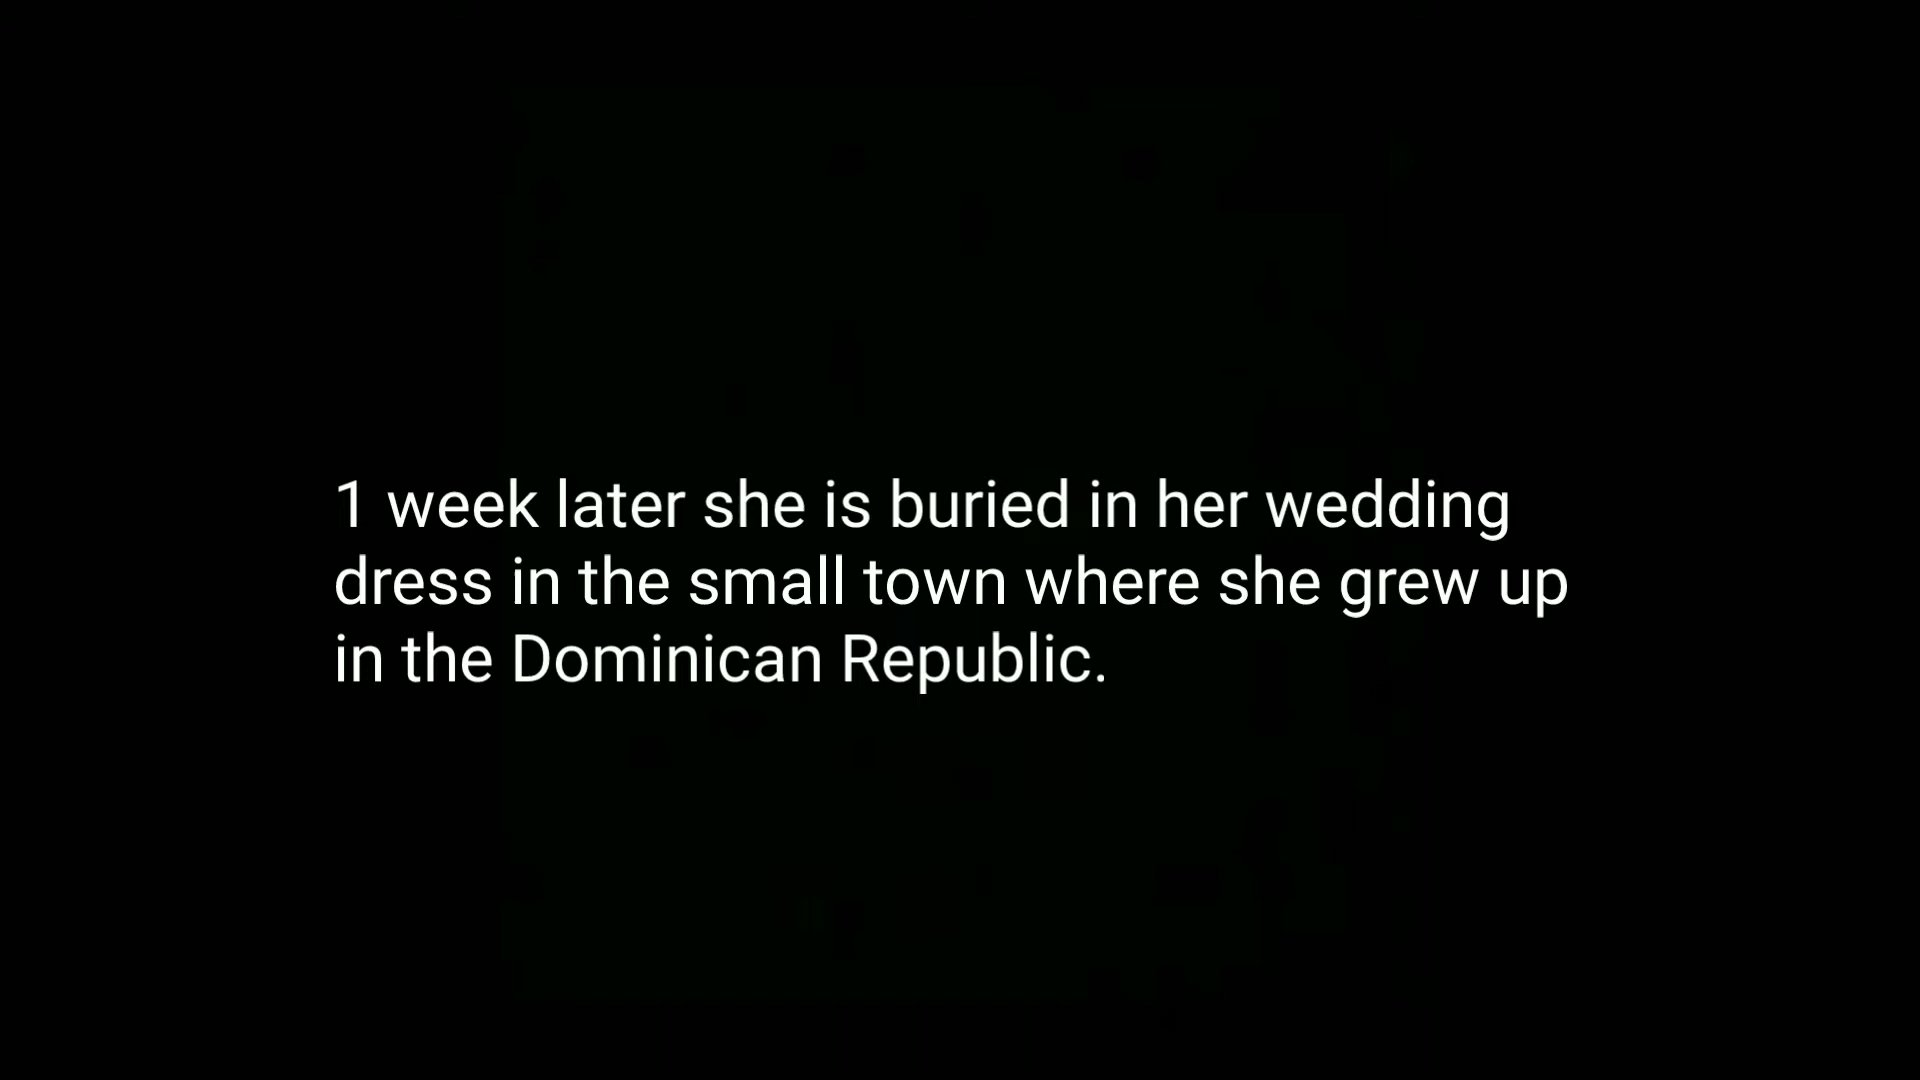 1 week later she is buried in her wedding
dress in the small town where she grew up
in the Dominican Republic.